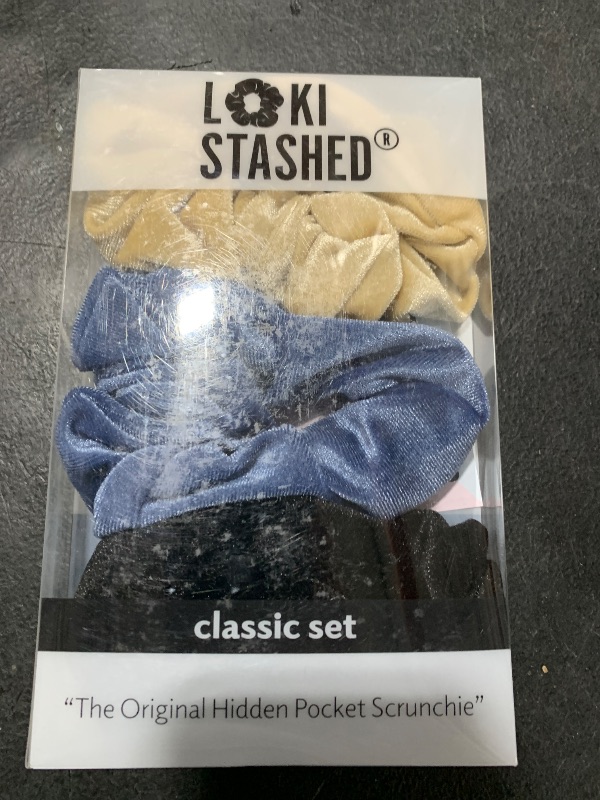 LOKI
STASHED®
classic set
“The Original Hidden Pocket Scrunchie”